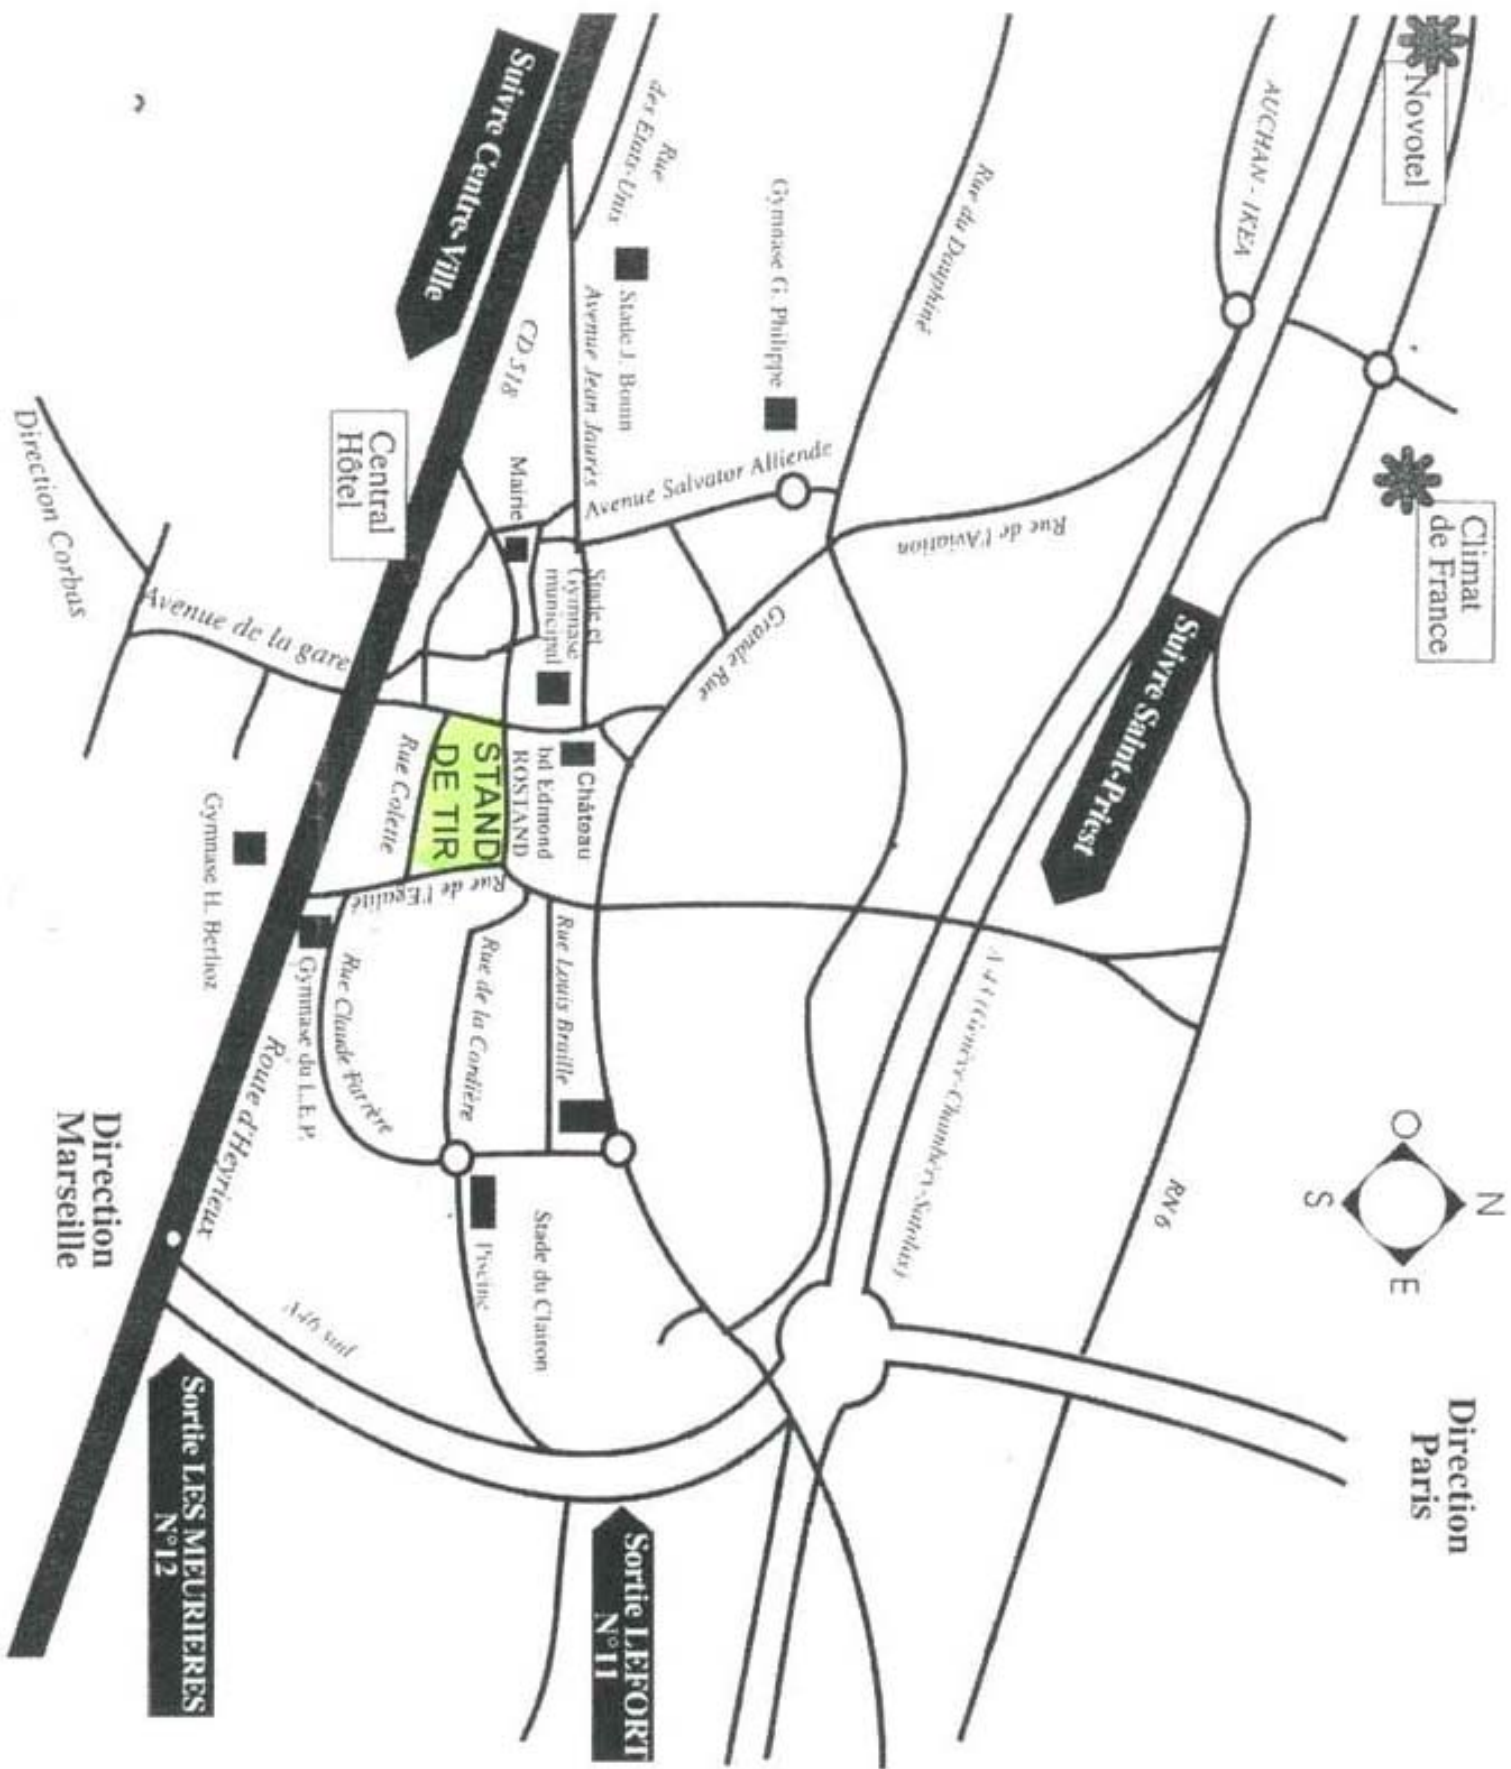 Novotel
AUCHAN - IKEA
Climat
de France
Suivre Saint-Priest
N
O
E
S
RN 6
Direction
Paris
Rue du Dauphiné
Rue de l'Aviation
Gymnase G. Philippe
Avenue Salvator Alliende
Grande Rue
Rue
des Etats-Unis
Stade J. Bouin
Avenue Jean Jaures
Suivre Centre-Ville
CD 518
Mairie
Stade et
Gymnase
municipal
Central
Hôtel
Château
bd Edmond
ROSTAND
STAND
DE TIR
Rue Colette
Rue de l'Egalité
Rue Louis Braille
Rue de la Cordière
Rue Claude Farrère
Gymnase du L.E.P.
Gymnase H. Berlioz
Route d'Heyrieux
Avenue de la gare
Direction Corbas
Piscine
Stade du Clairon
A46 sud
Direction
Marseille
Sortie LES MEURIERES
N°12
Sortie LEFORT
N°11